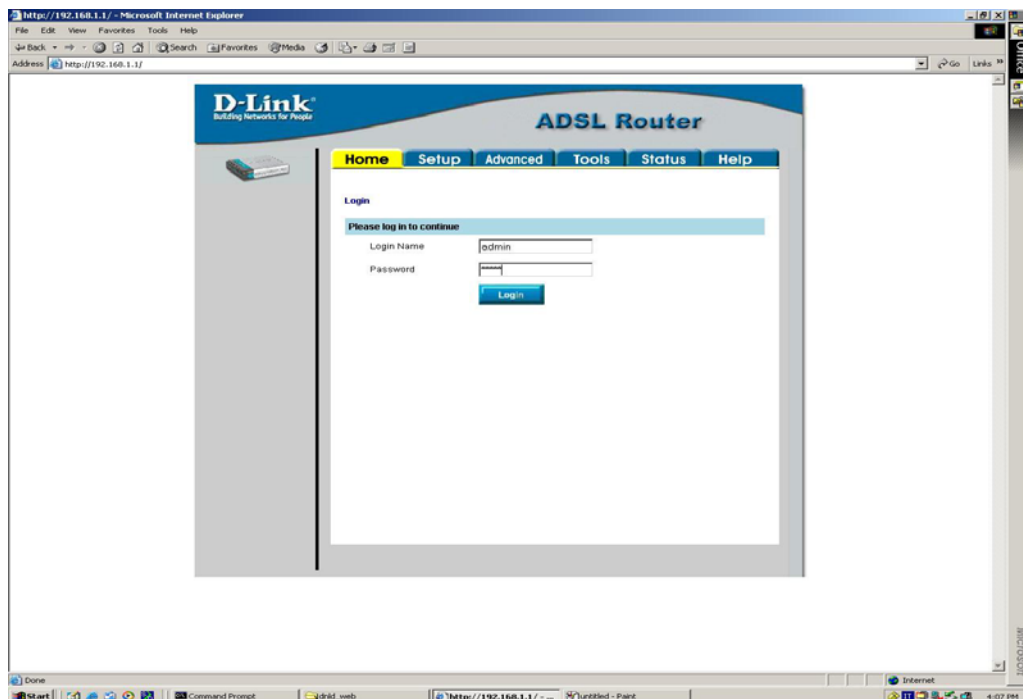 http://192.168.1.1/ - Microsoft Internet Explorer
File Edit View Favorites Tools Help
Back Search Favorites Media
Address http://192.168.1.1/ Go Links »
Office
D-Link®
Building Networks for People
ADSL Router
Home Setup Advanced Tools Status Help
Login
Please log in to continue
Login Name admin
Password *****
Login
Microsoft
Done Internet
Start Command Prompt dnld_web http://192.168.1.1/ - ... untitled - Paint 4:07 PM